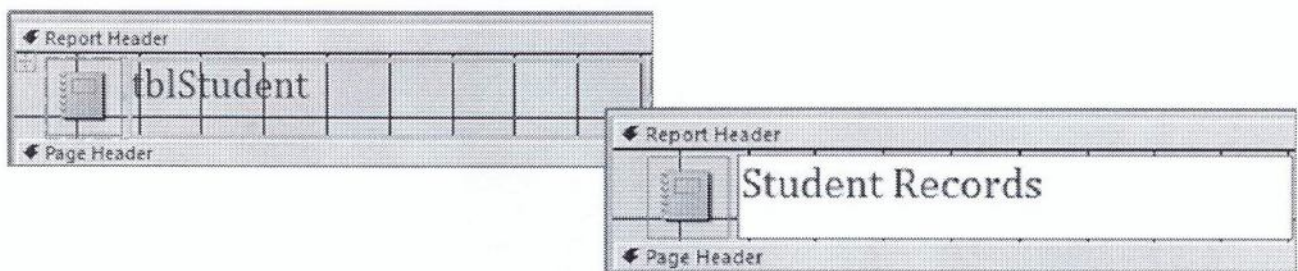 Report Header
tblStudent
Page Header
Report Header
Student Records
Page Header